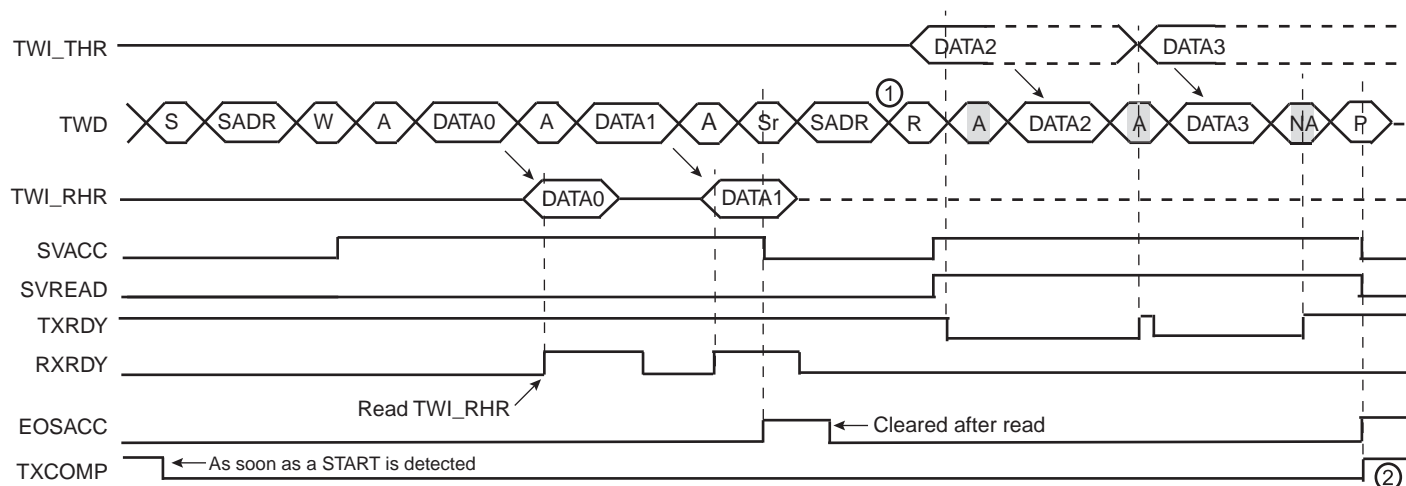 TWI_THR DATA2 DATA3
①
TWD S SADR W A DATA0 A DATA1 A Sr SADR R A DATA2 A DATA3 NA P
TWI_RHR DATA0 DATA1
SVACC
SVREAD
TXRDY
RXRDY
Read TWI_RHR
EOSACC Cleared after read
TXCOMP As soon as a START is detected ②